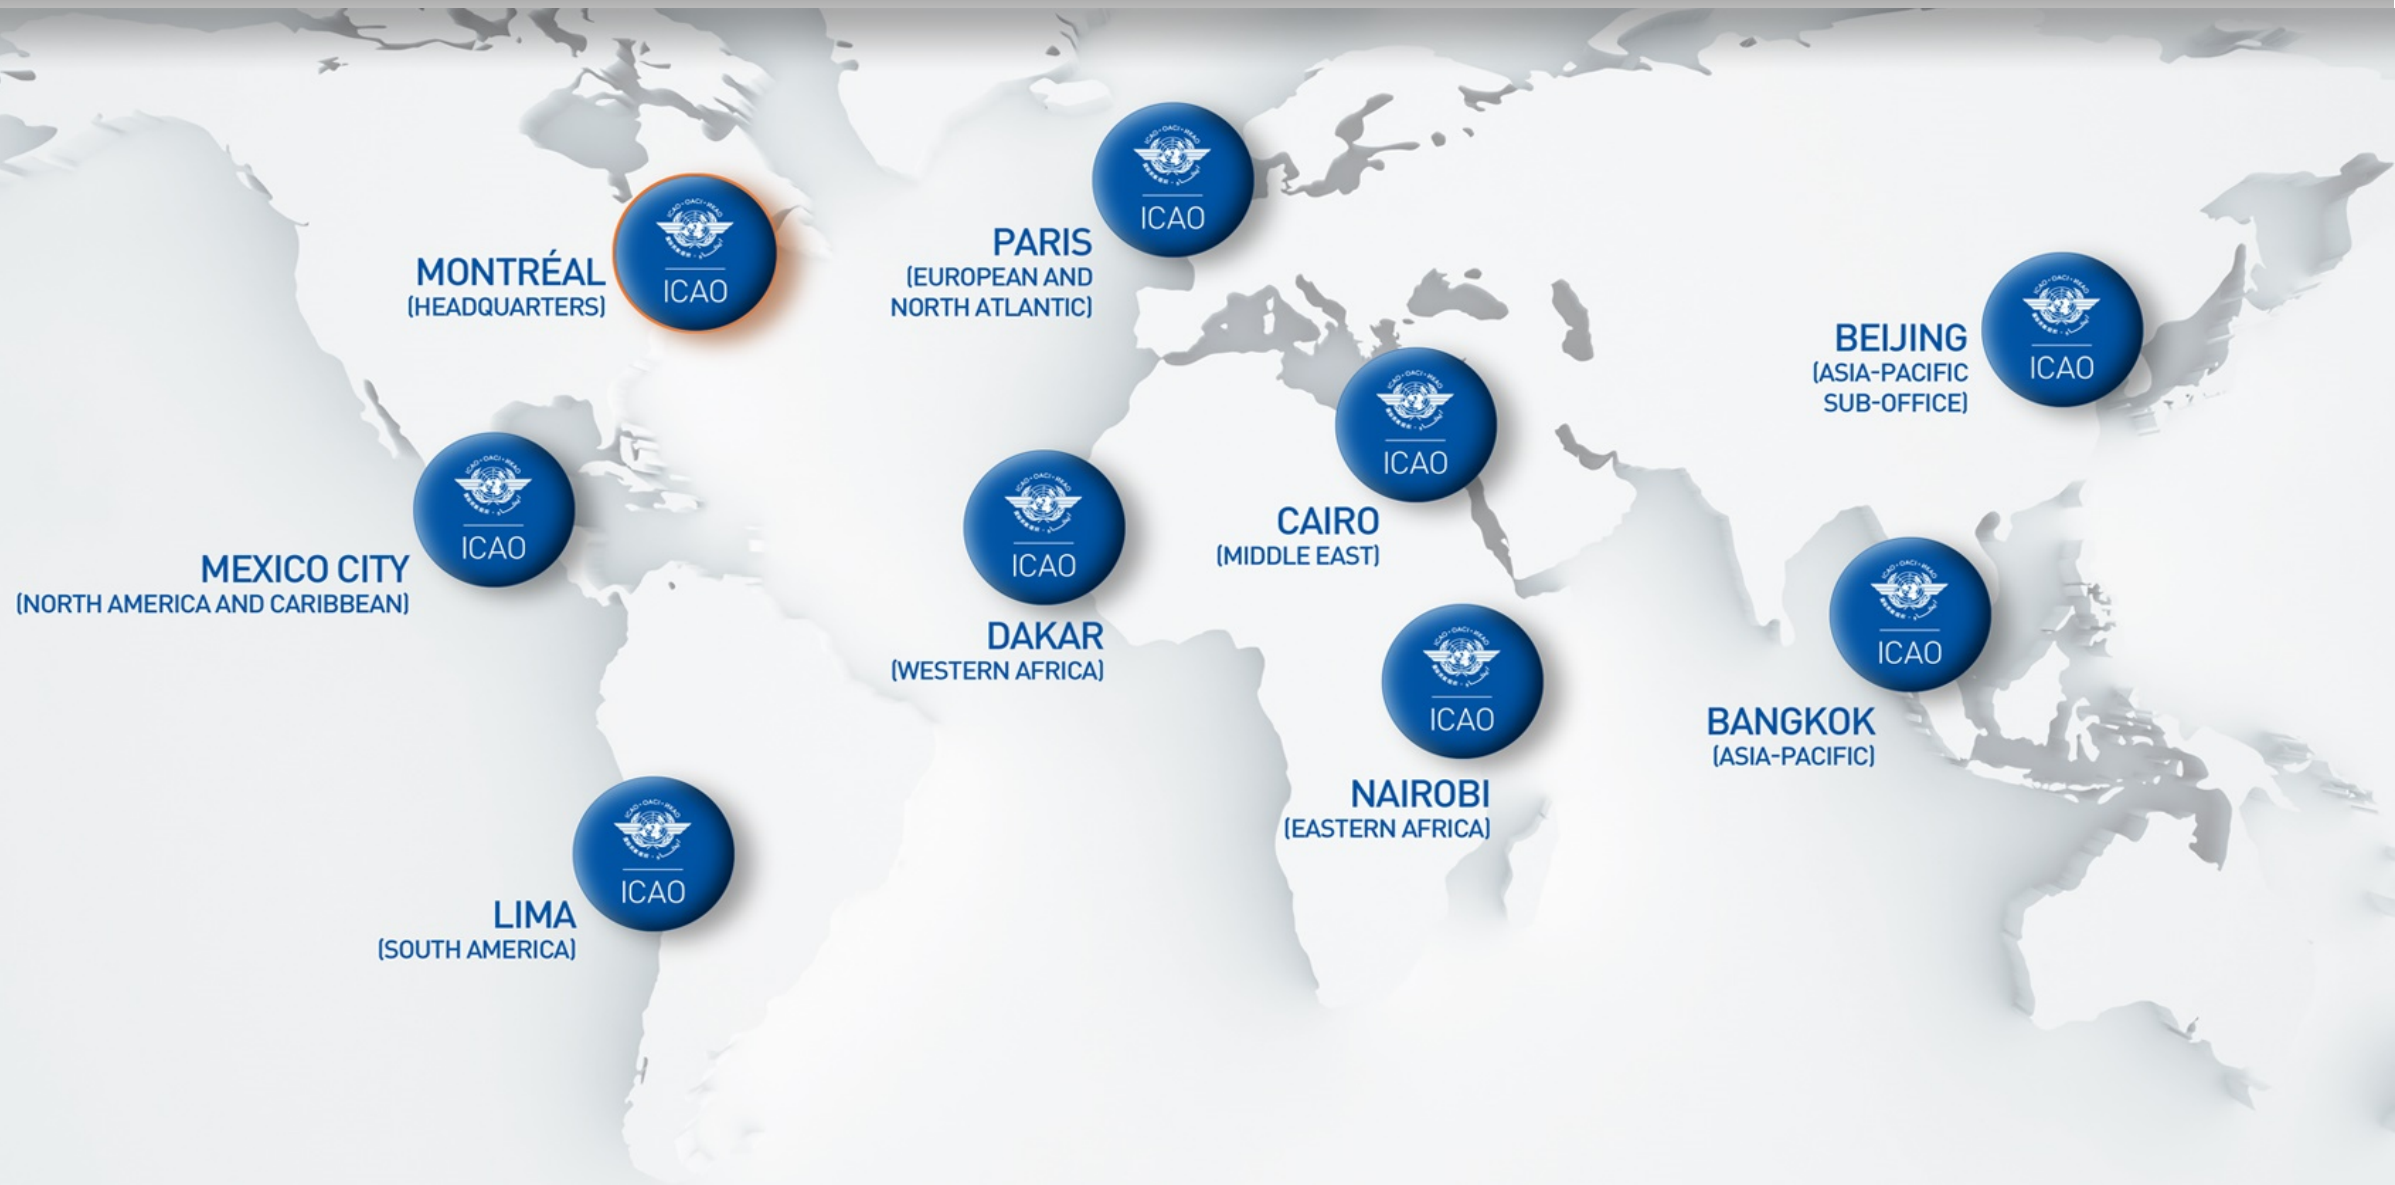 ICAO
MONTRÉAL
(HEADQUARTERS)
ICAO
PARIS
(EUROPEAN AND
NORTH ATLANTIC)
ICAO
BEIJING
(ASIA-PACIFIC
SUB-OFFICE)
ICAO
MEXICO CITY
(NORTH AMERICA AND CARIBBEAN)
ICAO
DAKAR
(WESTERN AFRICA)
ICAO
CAIRO
(MIDDLE EAST)
ICAO
NAIROBI
(EASTERN AFRICA)
ICAO
BANGKOK
(ASIA-PACIFIC)
ICAO
LIMA
(SOUTH AMERICA)